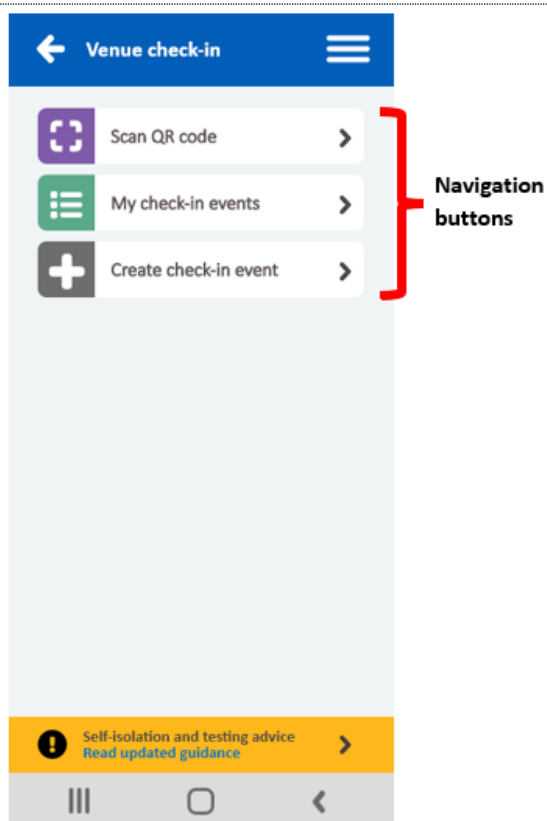 Venue check-in
Scan QR code
My check-in events
Create check-in event
Navigation
buttons
Self-isolation and testing advice
Read updated guidance